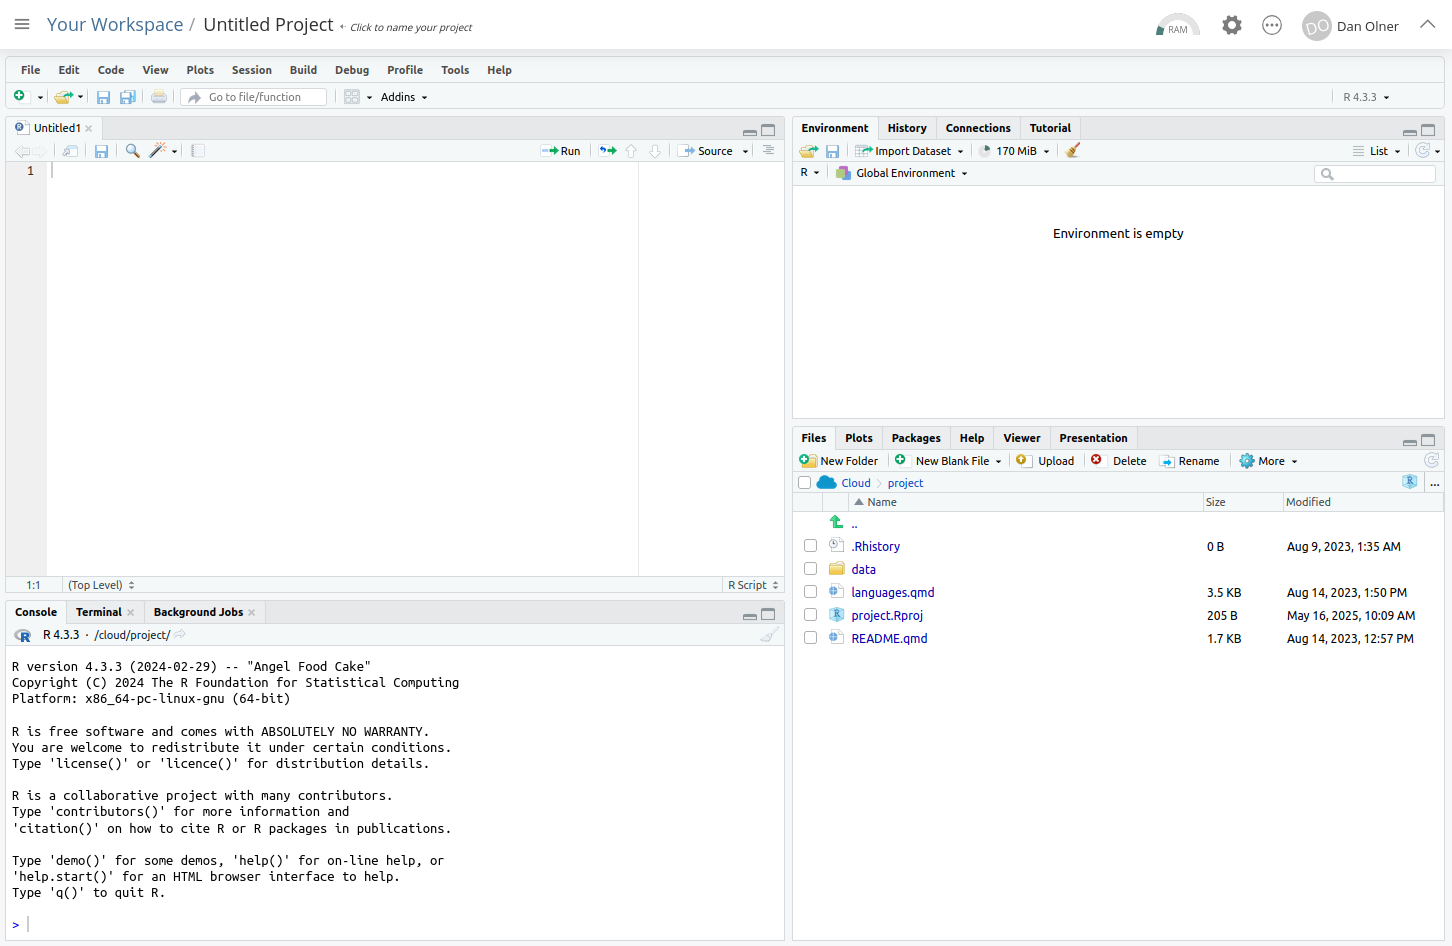 Your Workspace / Untitled Project Click to name your project
RAM
DO Dan Olner
File Edit Code View Plots Session Build Debug Profile Tools Help
Go to file/function Addins R 4.3.3
Untitled1
Run Source
1
1:1 (Top Level) R Script
Console Terminal Background Jobs
R 4.3.3 · /cloud/project/
R version 4.3.3 (2024-02-29) -- "Angel Food Cake"
Copyright (C) 2024 The R Foundation for Statistical Computing
Platform: x86_64-pc-linux-gnu (64-bit)
R is free software and comes with ABSOLUTELY NO WARRANTY.
You are welcome to redistribute it under certain conditions.
Type 'license()' or 'licence()' for distribution details.
R is a collaborative project with many contributors.
Type 'contributors()' for more information and
'citation()' on how to cite R or R packages in publications.
Type 'demo()' for some demos, 'help()' for on-line help, or
'help.start()' for an HTML browser interface to help.
Type 'q()' to quit R.
>
Environment History Connections Tutorial
Import Dataset 170 MiB List
R Global Environment
Environment is empty
Files Plots Packages Help Viewer Presentation
New Folder New Blank File Upload Delete Rename More
Cloud project ...
Name Size Modified
..
.Rhistory 0 B Aug 9, 2023, 1:35 AM
data
languages.qmd 3.5 KB Aug 14, 2023, 1:50 PM
project.Rproj 205 B May 16, 2025, 10:09 AM
README.qmd 1.7 KB Aug 14, 2023, 12:57 PM